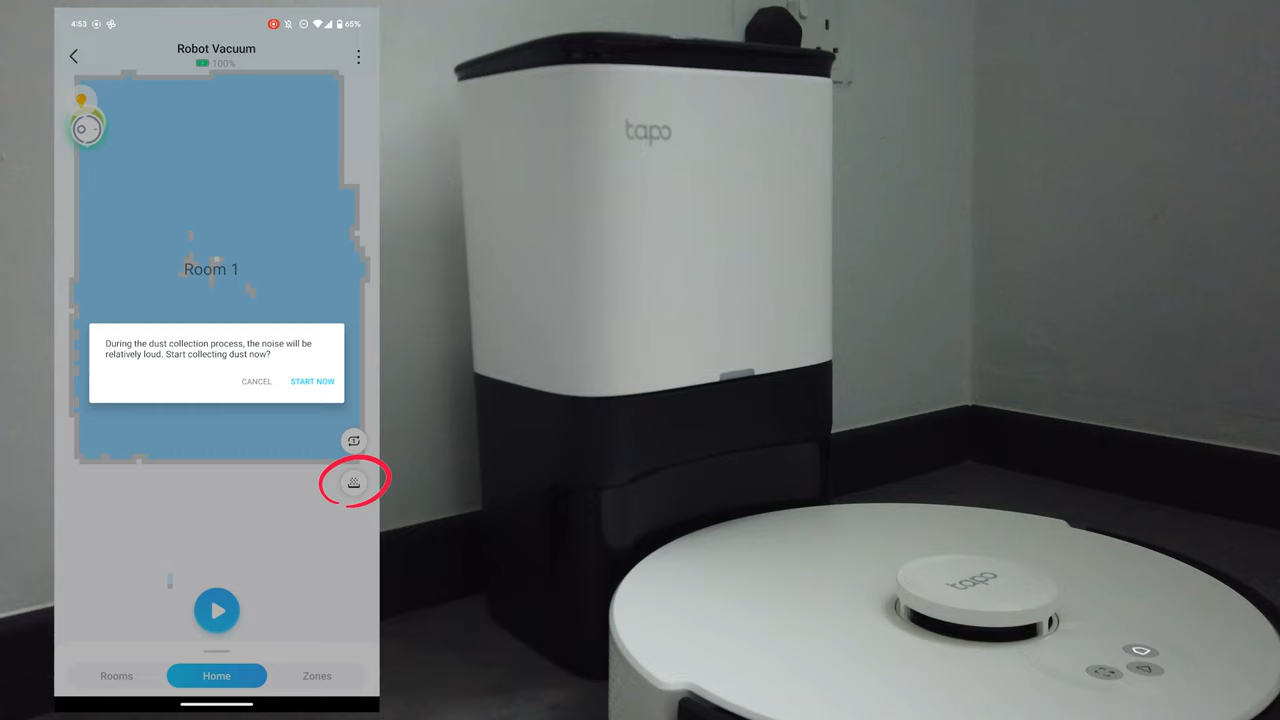 4:53
65%
Robot Vacuum
100%
Room 1
During the dust collection process, the noise will be
relatively loud. Start collecting dust now?
CANCEL
START NOW
Rooms
Home
Zones
tapo
tapo